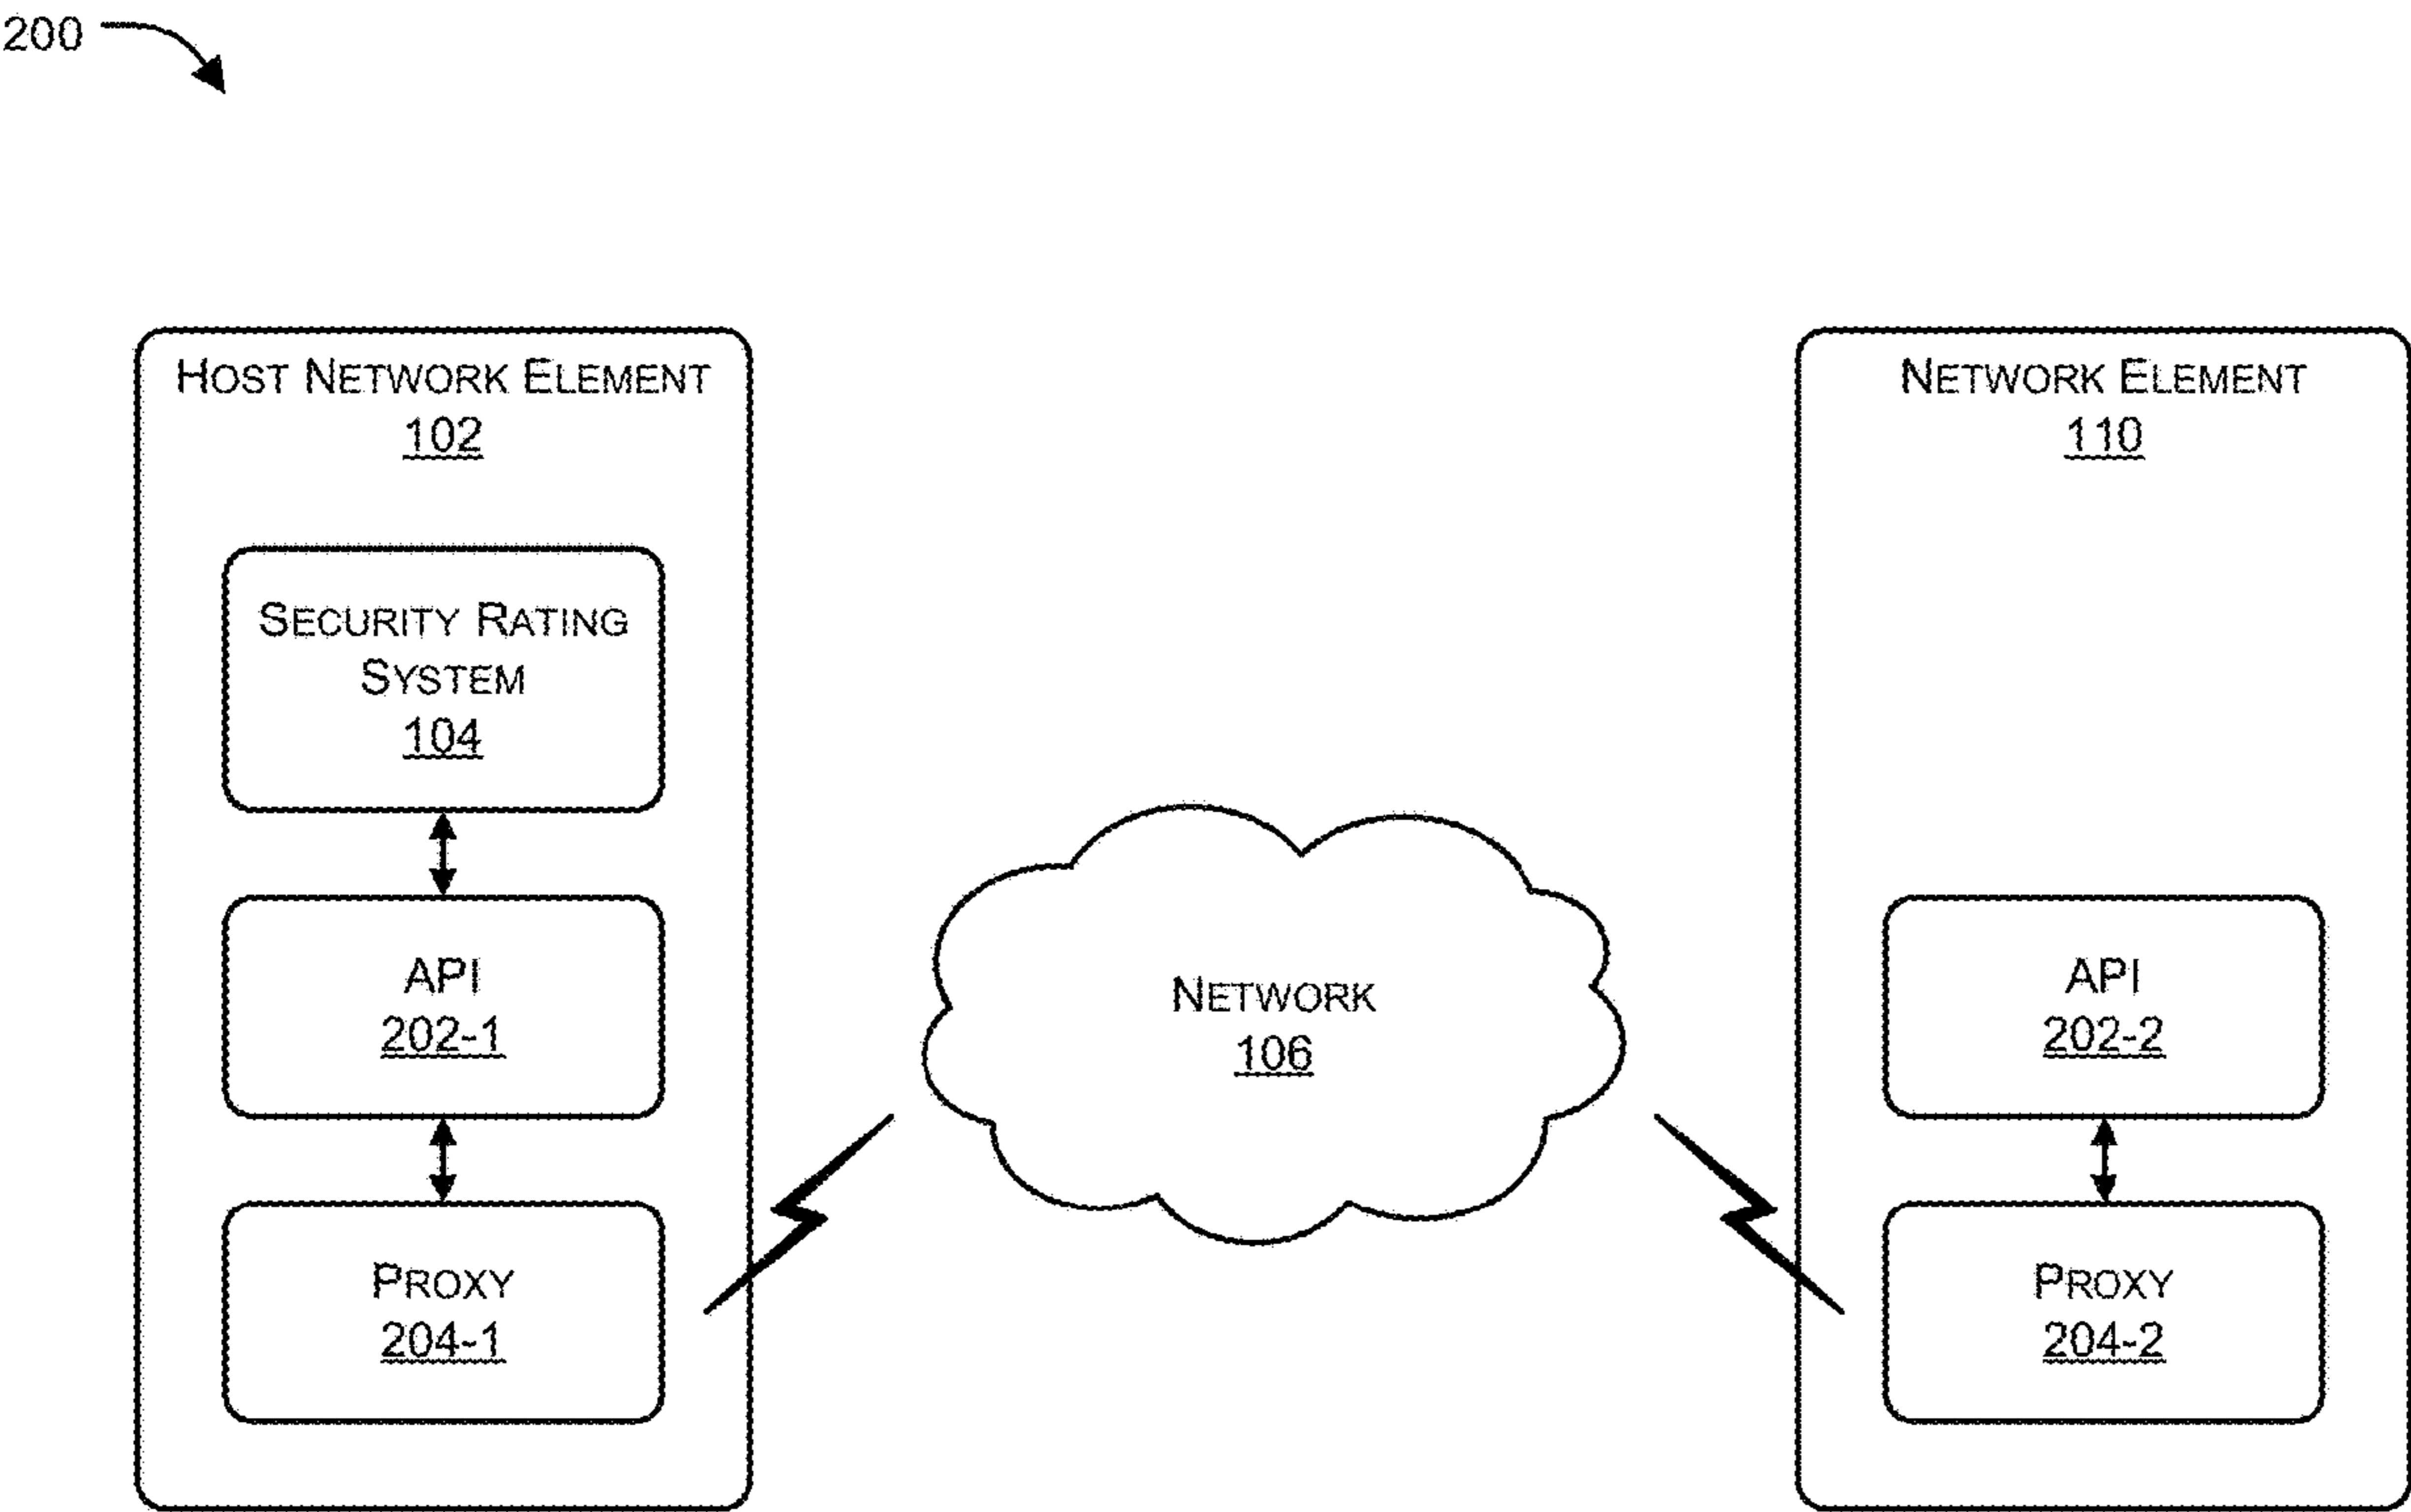 200
HOST NETWORK ELEMENT
102
SECURITY RATING
SYSTEM
104
API
202-1
PROXY
204-1
NETWORK
106
NETWORK ELEMENT
110
API
202-2
PROXY
204-2